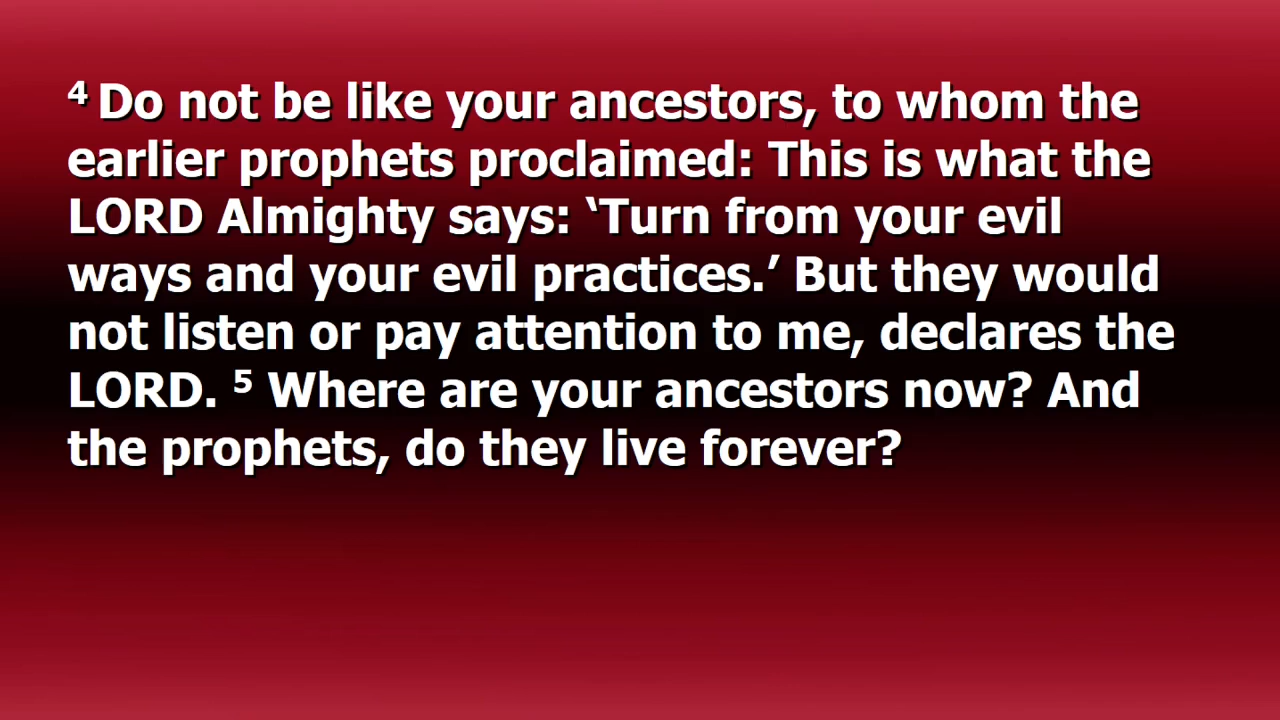 ⁴ Do not be like your ancestors, to whom the
earlier prophets proclaimed: This is what the
LORD Almighty says: ‘Turn from your evil
ways and your evil practices.’ But they would
not listen or pay attention to me, declares the
LORD. ⁵ Where are your ancestors now? And
the prophets, do they live forever?